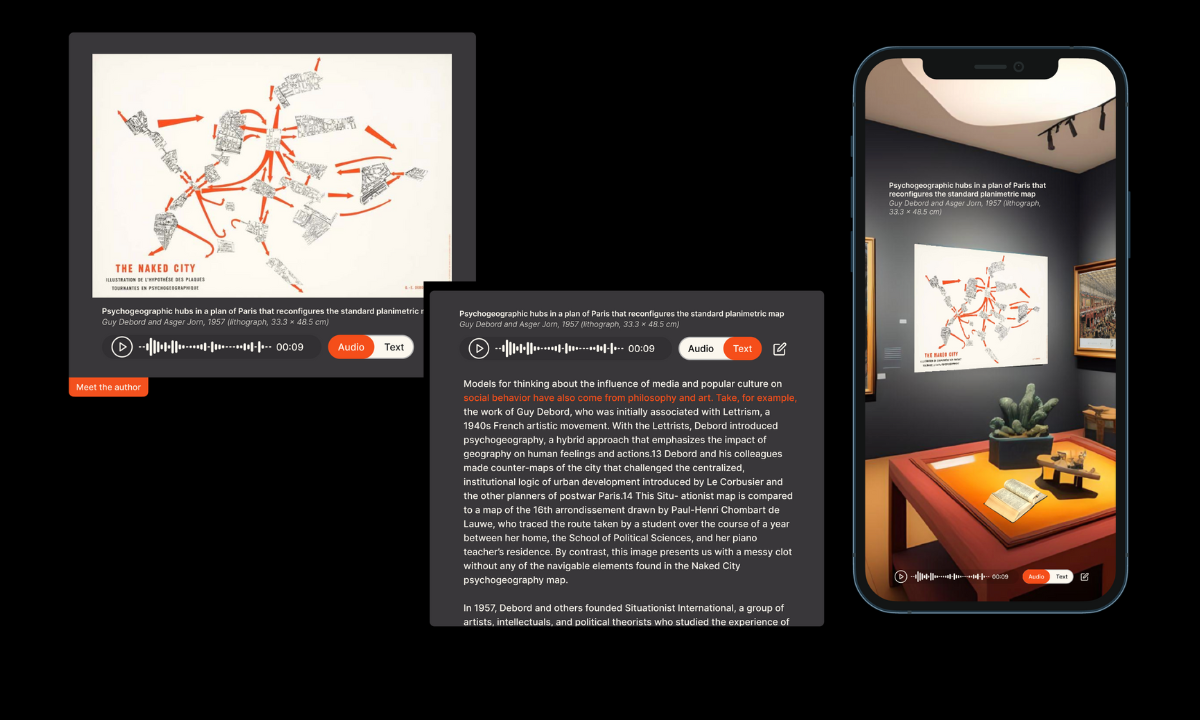 THE NAKED CITY
ILLUSTRATION DE L'HYPOTHÈSE DES PLAQUES
TOURNANTES EN PSYCHOGEOGRAPHIQUE
Psychogeographic hubs in a plan of Paris that reconfigures the standard planimetric
Guy Debord and Asger Jorn, 1957 (lithograph, 33.3 × 48.5 cm)
00:09 Audio Text
Meet the author
Psychogeographic hubs in a plan of Paris that reconfigures the standard planimetric map
Guy Debord and Asger Jorn, 1957 (lithograph, 33.3 × 48.5 cm)
00:09 Audio Text
Models for thinking about the influence of media and popular culture on
social behavior have also come from philosophy and art. Take, for example,
the work of Guy Debord, who was initially associated with Lettrism, a
1940s French artistic movement. With the Lettrists, Debord introduced
psychogeography, a hybrid approach that emphasizes the impact of
geography on human feelings and actions.13 Debord and his colleagues
made counter-maps of the city that challenged the centralized,
institutional logic of urban development introduced by Le Corbusier and
the other planners of postwar Paris.14 This Situ- ationist map is compared
to a map of the 16th arrondissement drawn by Paul-Henri Chombart de
Lauwe, who traced the route taken by a student over the course of a year
between her home, the School of Political Sciences, and her piano
teacher's residence. By contrast, this image presents us with a messy clot
without any of the navigable elements found in the Naked City
psychogeography map.
In 1957, Debord and others founded Situationist International, a group of
artists, intellectuals, and political theorists who studied the experience of
Psychogeographic hubs in a plan of Paris that
reconfigures the standard planimetric map
Guy Debord and Asger Jorn, 1957 (lithograph,
33.3 × 48.5 cm)
THE NAKED CITY
00:09 Audio Text